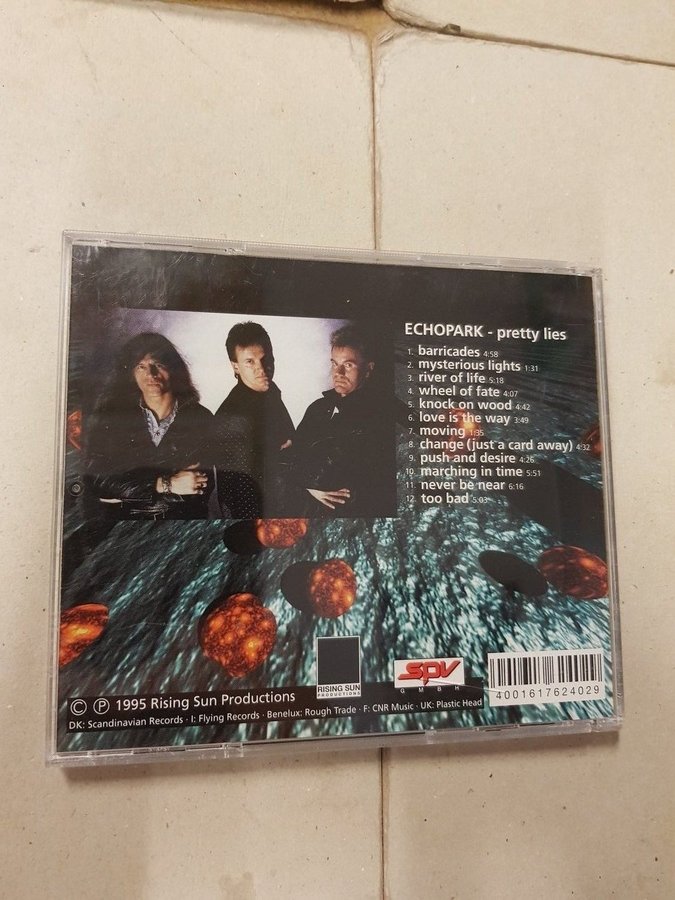 ECHOPARK - pretty lies
1. barricades 4:58
2. mysterious lights 1:31
3. river of life 5:18
4. wheel of fate 4:07
5. knock on wood 4:42
6. love is the way 3:49
7. moving 1:35
8. change (just a card away) 4:32
9. push and desire 4:26
10. marching in time 5:51
11. never be near 6:16
12. too bad 5:03
RISING SUN
PRODUCTIONS
spv
GMBH
4001617624029
© ℗ 1995 Rising Sun Productions
DK: Scandinavian Records · I: Flying Records · Benelux: Rough Trade · F: CNR Music · UK: Plastic Head